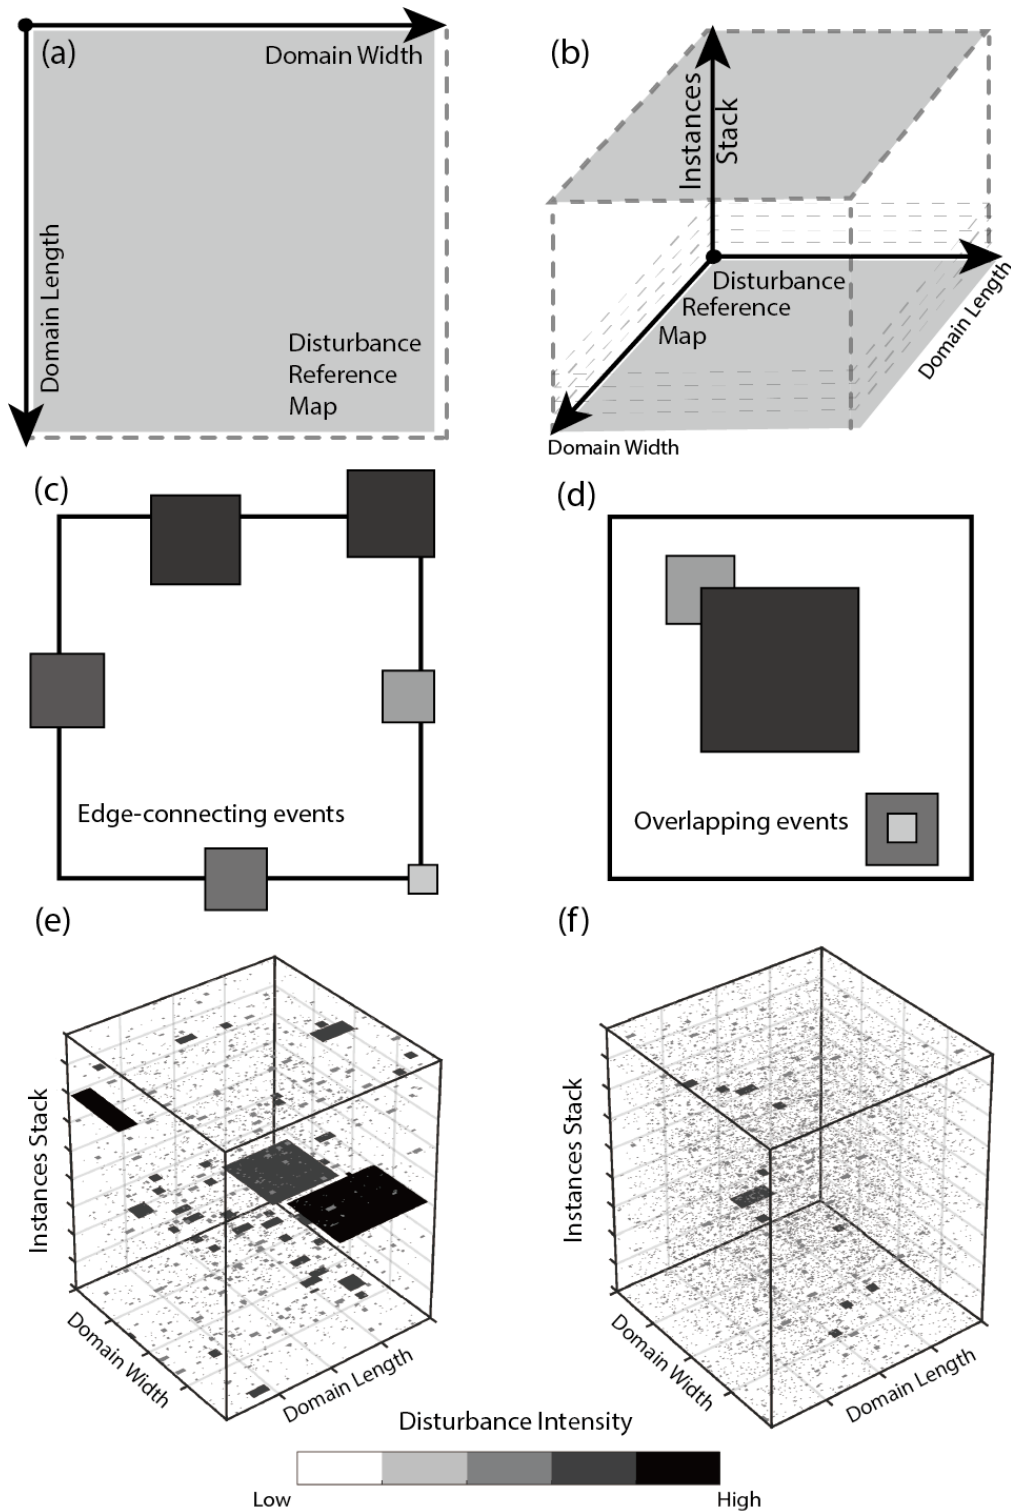 (a)
Domain Width
Domain Length
Disturbance
Reference
Map
(b)
Instances
Stack
Disturbance
Reference
Map
Domain Length
Domain Width
(c)
Edge-connecting events
(d)
Overlapping events
(e)
Instances Stack
Domain Width
Domain Length
(f)
Instances Stack
Domain Width
Domain Length
Disturbance Intensity
Low
High